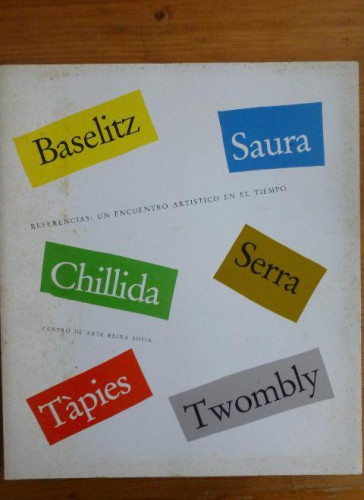 Baselitz
Saura
REFERENCIAS: UN ENCUENTRO ARTISTICO EN EL TIEMPO
Chillida
Serra
CENTRO DE ARTE REINA SOFIA
Tàpies
Twombly